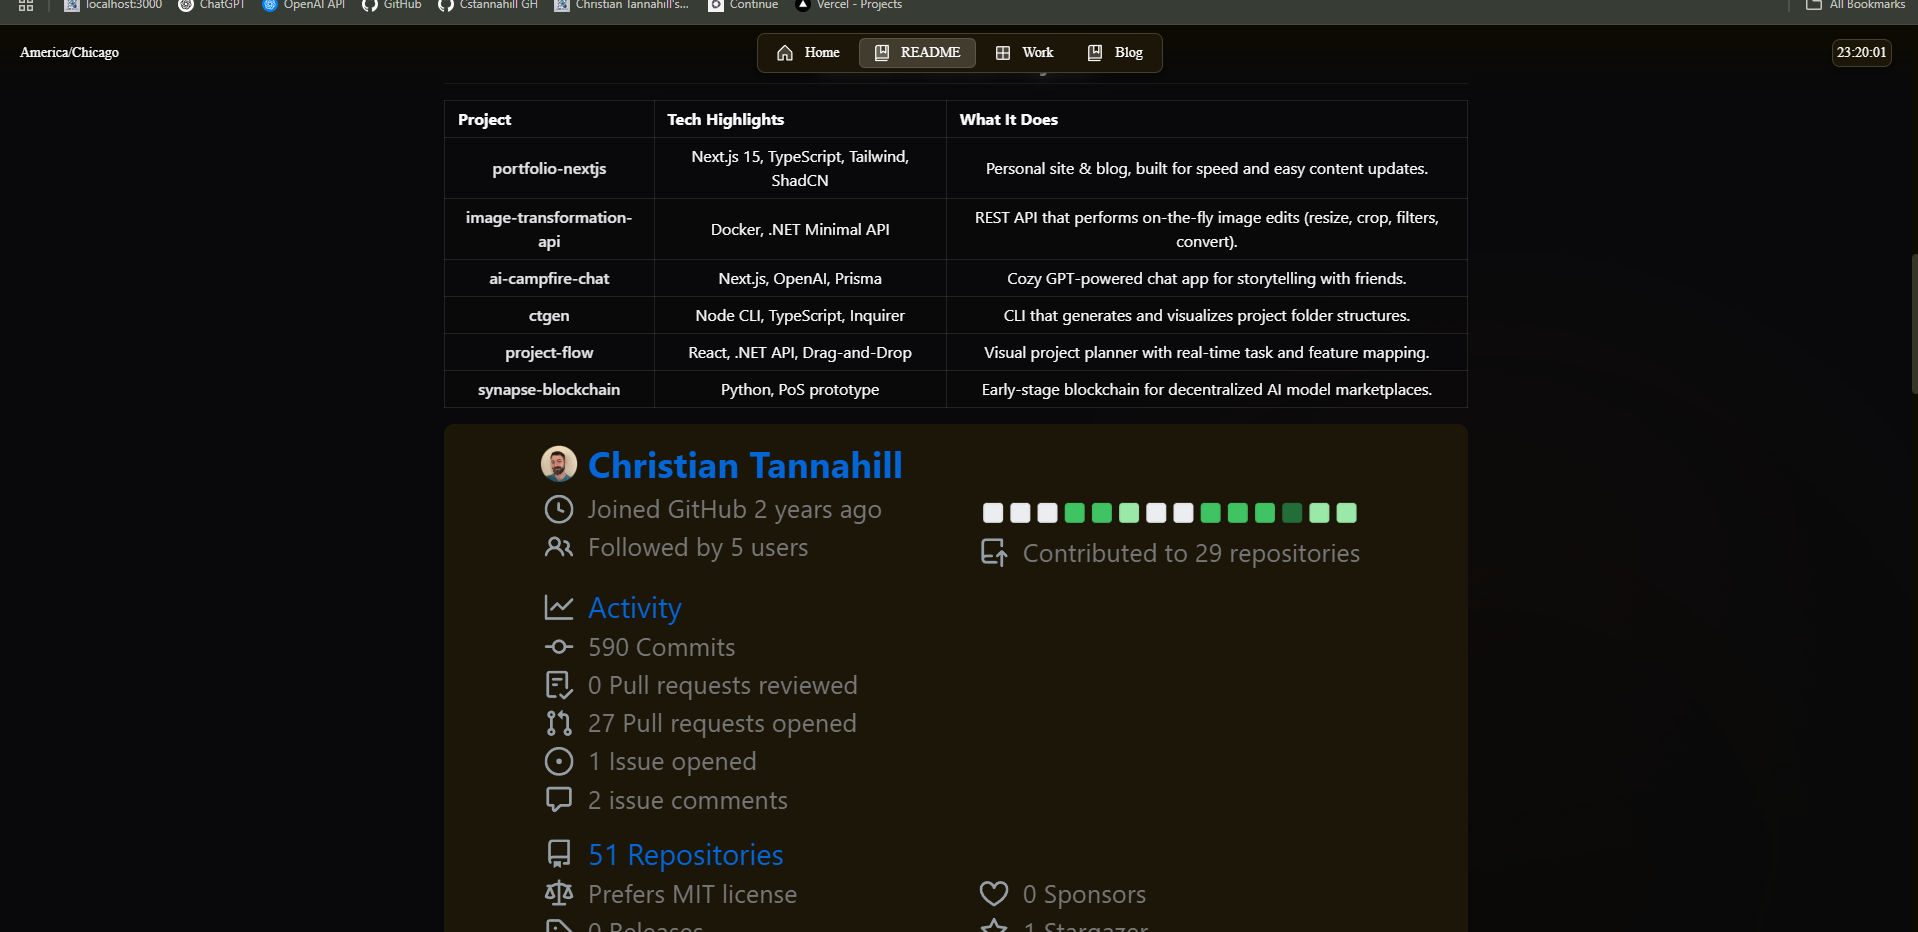 localhost:3000 ChatGPT OpenAI API GitHub Cstannahill GH Christian Tannahill's... Continue Vercel - Projects All Bookmarks
America/Chicago Home README Work Blog 23:20:01
Project Tech Highlights What It Does
portfolio-nextjs
Next.js 15, TypeScript, Tailwind,
ShadCN
Personal site & blog, built for speed and easy content updates.
image-transformation-
api
Docker, .NET Minimal API
REST API that performs on-the-fly image edits (resize, crop, filters,
convert).
ai-campfire-chat Next.js, OpenAI, Prisma Cozy GPT-powered chat app for storytelling with friends.
ctgen Node CLI, TypeScript, Inquirer CLI that generates and visualizes project folder structures.
project-flow React, .NET API, Drag-and-Drop Visual project planner with real-time task and feature mapping.
synapse-blockchain Python, PoS prototype Early-stage blockchain for decentralized AI model marketplaces.
Christian Tannahill
Joined GitHub 2 years ago
Followed by 5 users
Contributed to 29 repositories
Activity
590 Commits
0 Pull requests reviewed
27 Pull requests opened
1 Issue opened
2 issue comments
51 Repositories
Prefers MIT license 0 Sponsors
0 Releases 1 Stargazer